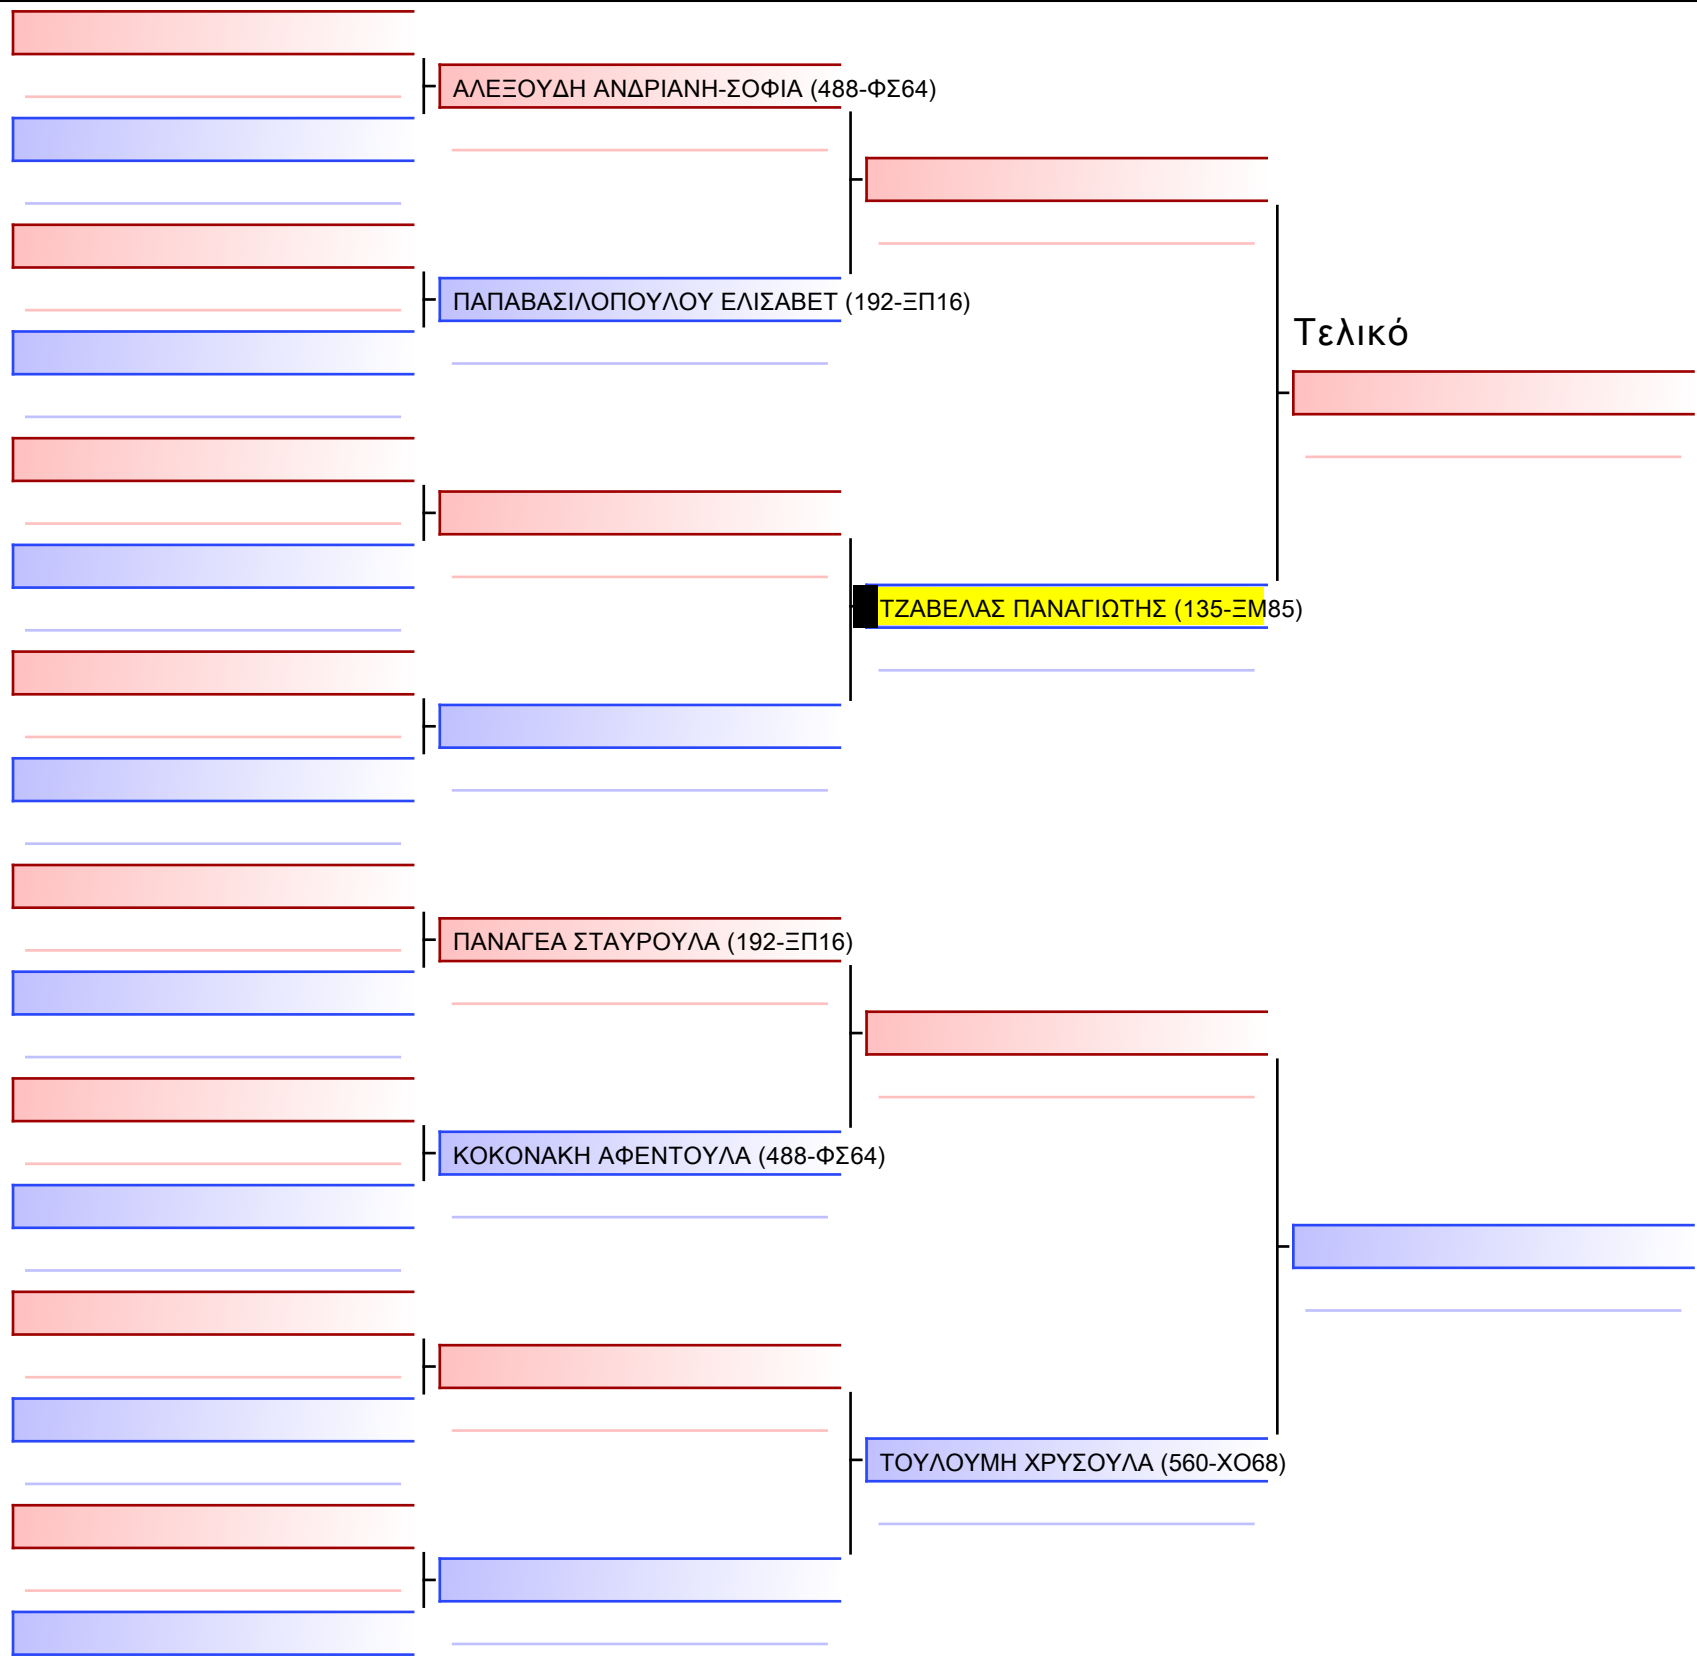 ΑΛΕΞΟΥΔΗ ΑΝΔΡΙΑΝΗ-ΣΟΦΙΑ (488-ΦΣ64)
ΠΑΠΑΒΑΣΙΛΟΠΟΥΛΟΥ ΕΛΙΣΑΒΕΤ (192-ΞΠ16)
Τελικό
ΤΖΑΒΕΛΑΣ ΠΑΝΑΓΙΩΤΗΣ (135-ΞΜ85)
ΠΑΝΑΓΕΑ ΣΤΑΥΡΟΥΛΑ (192-ΞΠ16)
ΚΟΚΟΝΑΚΗ ΑΦΕΝΤΟΥΛΑ (488-ΦΣ64)
ΤΟΥΛΟΥΜΗ ΧΡΥΣΟΥΛΑ (560-ΧΟ68)